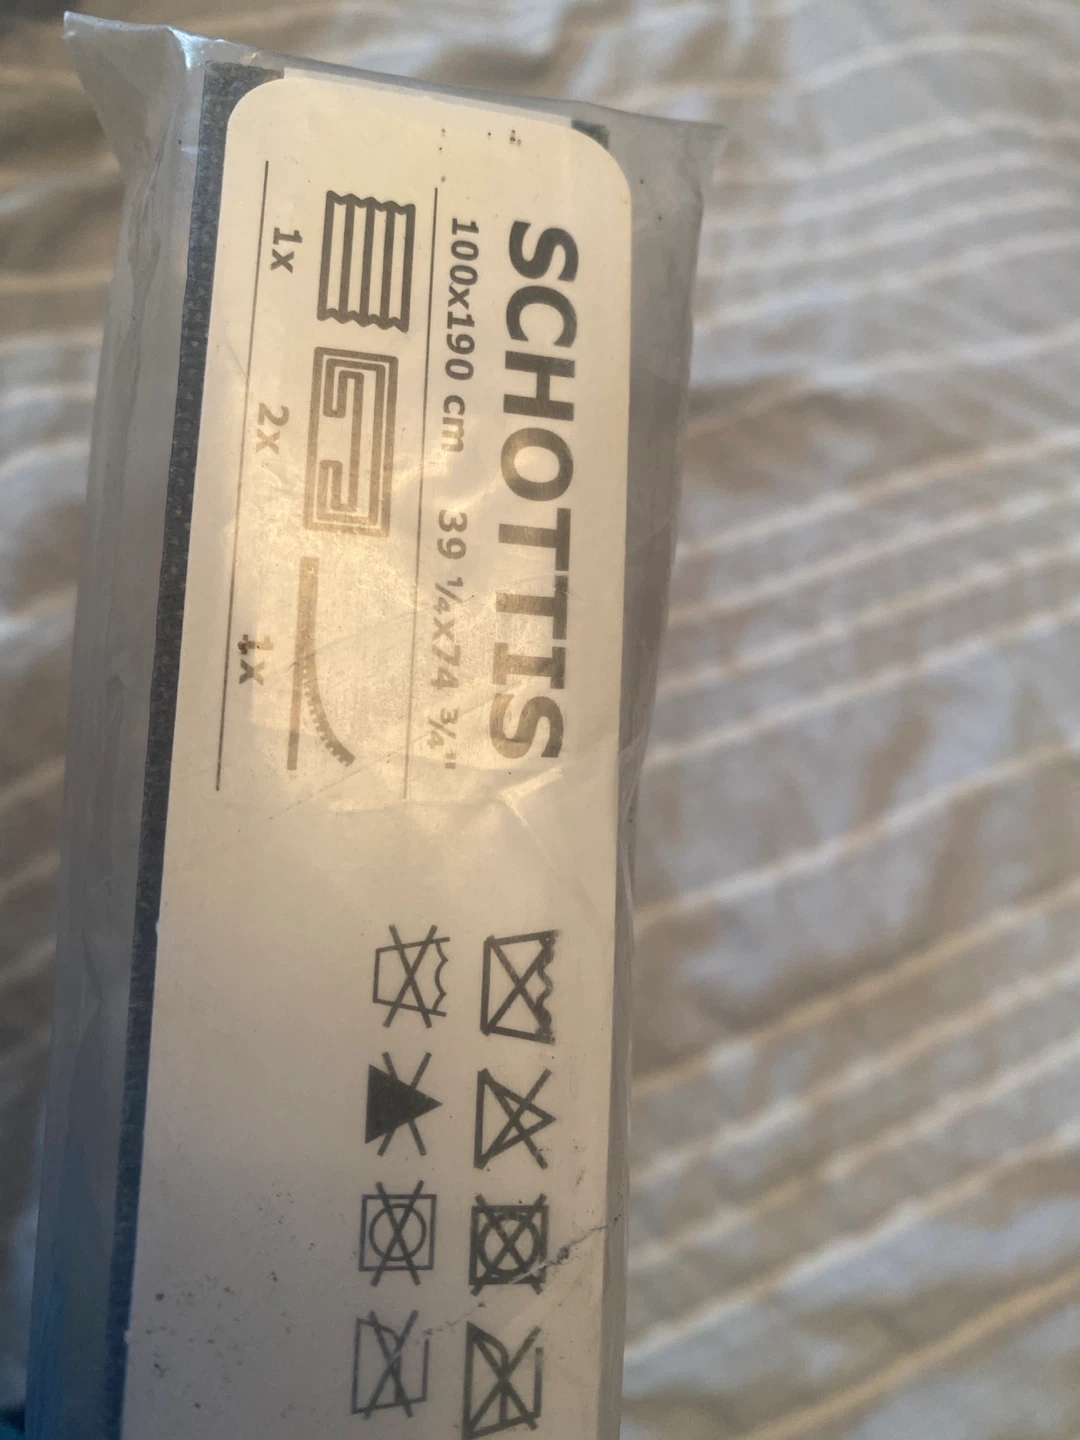 SCHOTTIS
100x190 cm 39 ¼x74 ¾"
1x 2x 1x